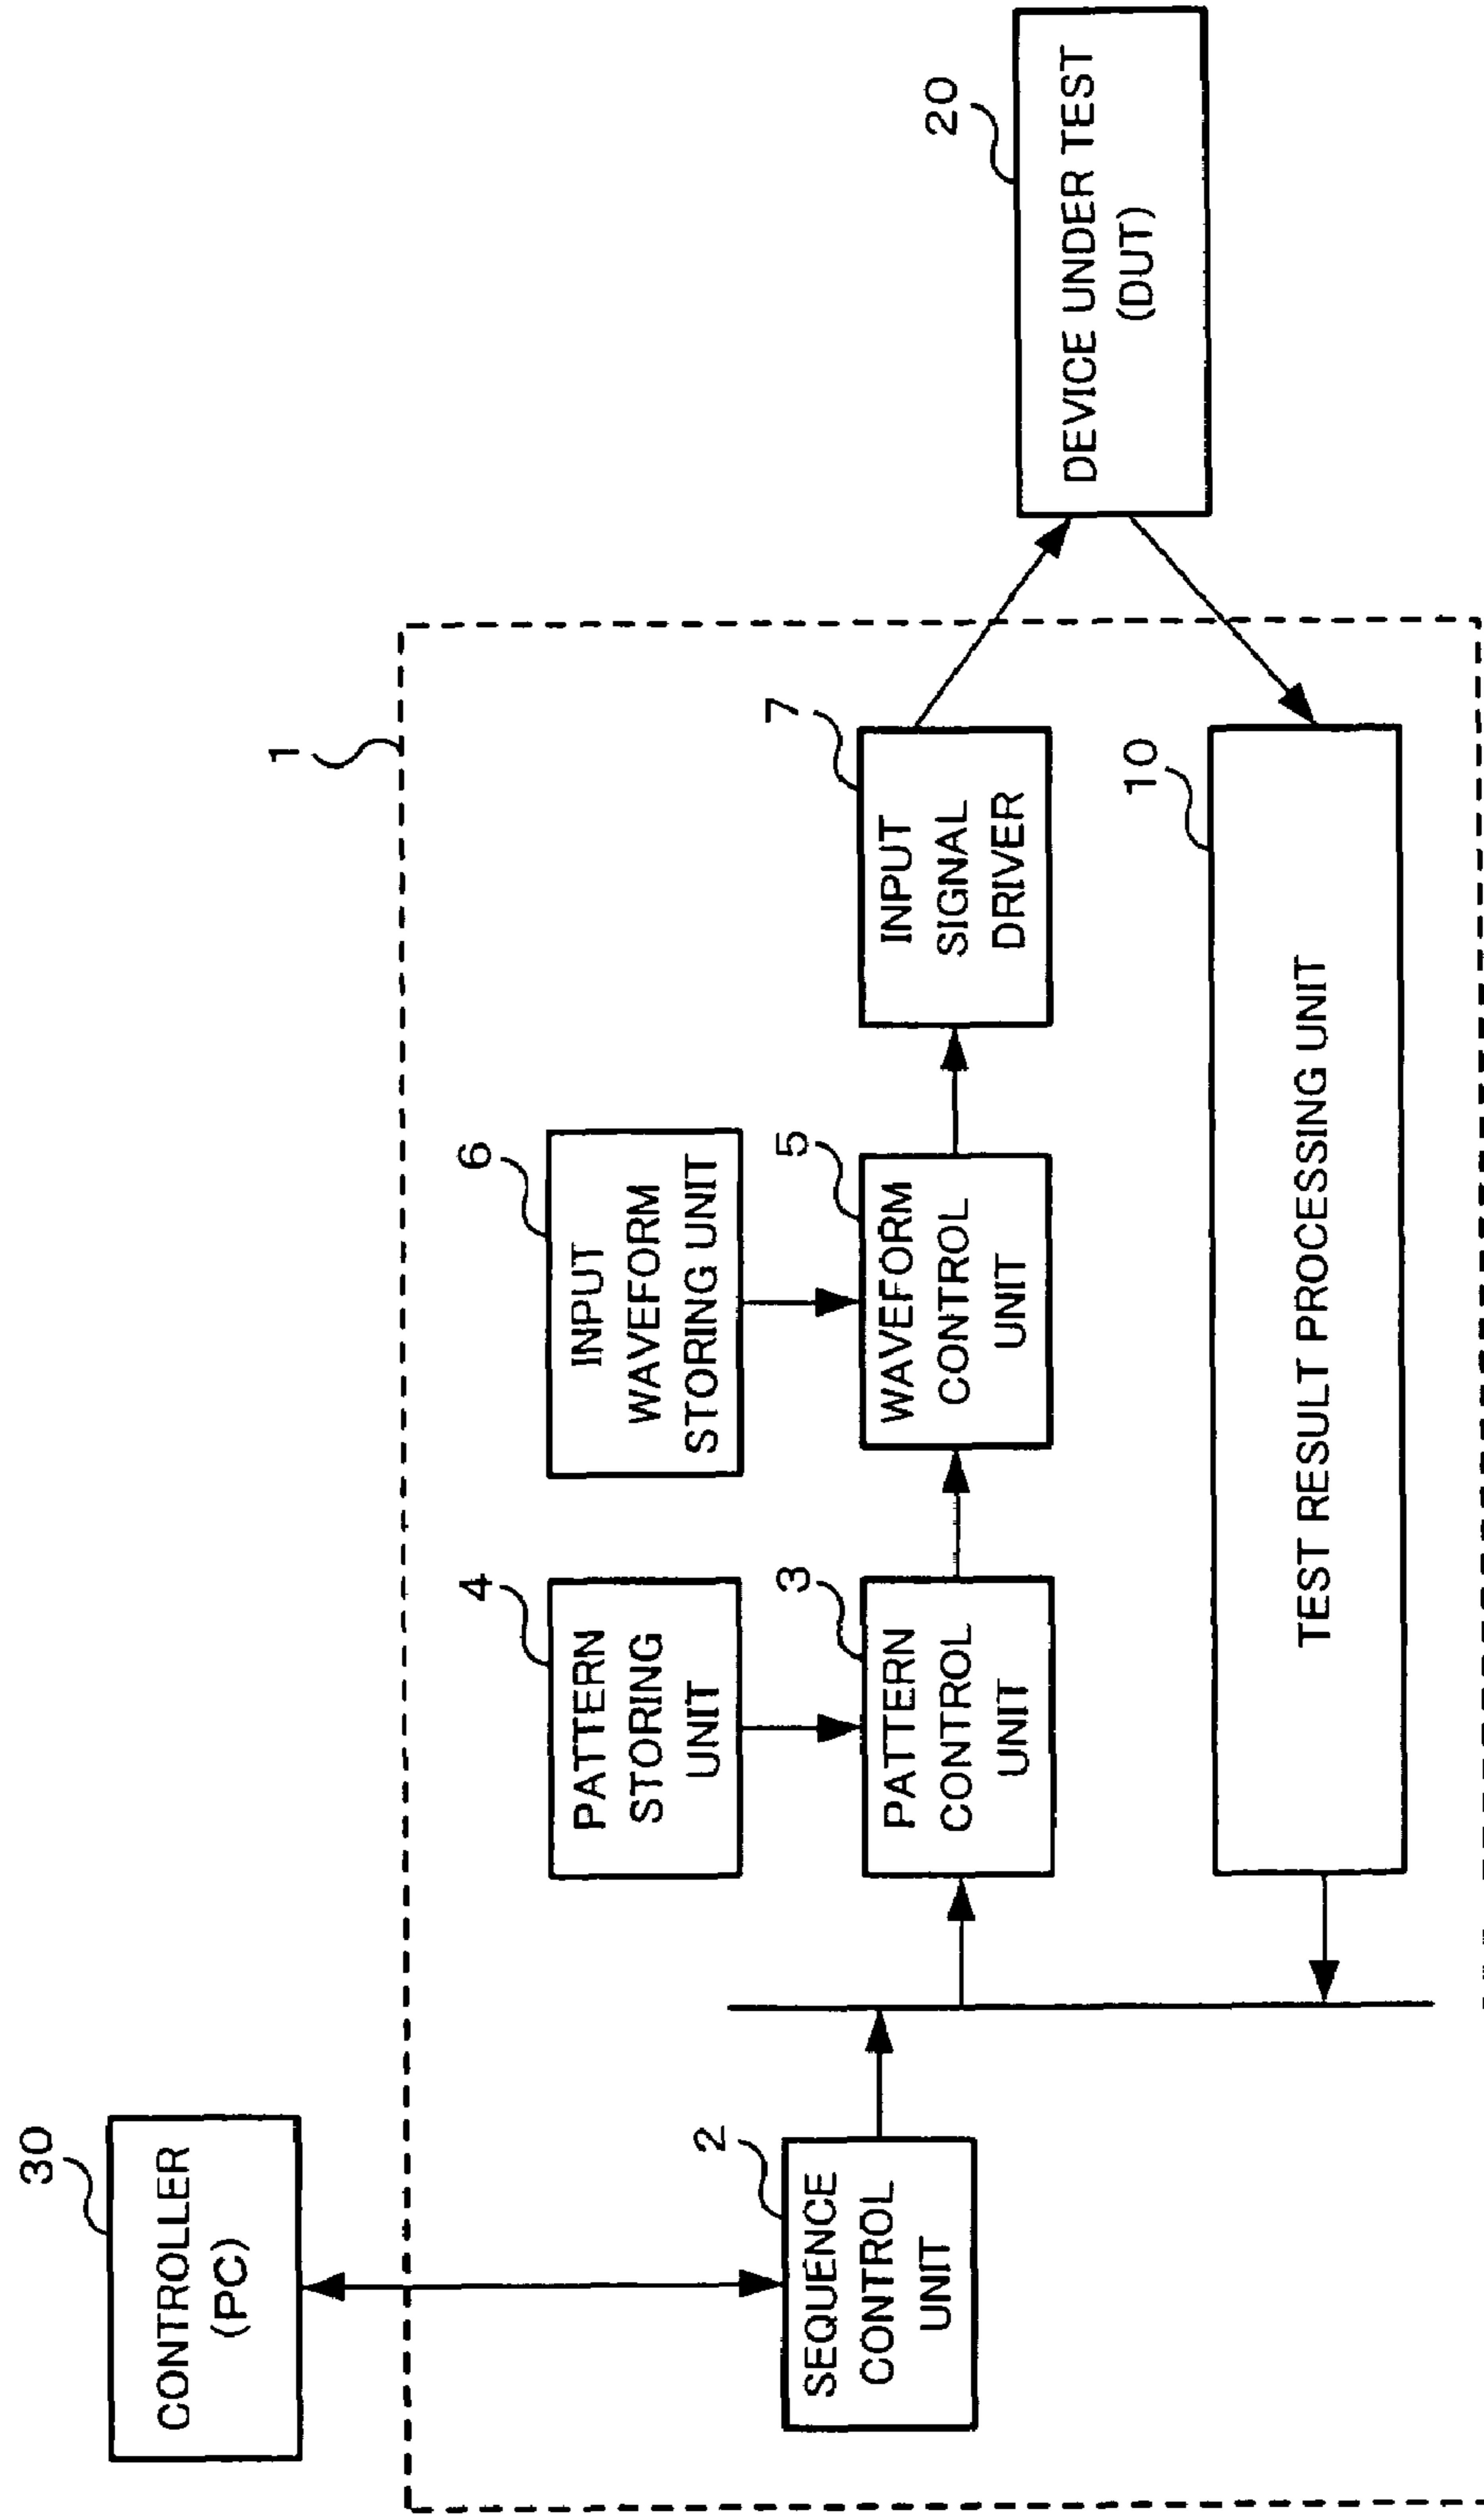 30
CONTROLLER
(PC)
1
2
SEQUENCE
CONTROL
UNIT
4
PATTERN
STORING
UNIT
3
PATTERN
CONTROL
UNIT
6
INPUT
WAVEFORM
STORING UNIT
5
WAVEFORM
CONTROL
UNIT
7
INPUT
SIGNAL
DRIVER
20
DEVICE UNDER TEST
(DUT)
10
TEST RESULT PROCESSING UNIT